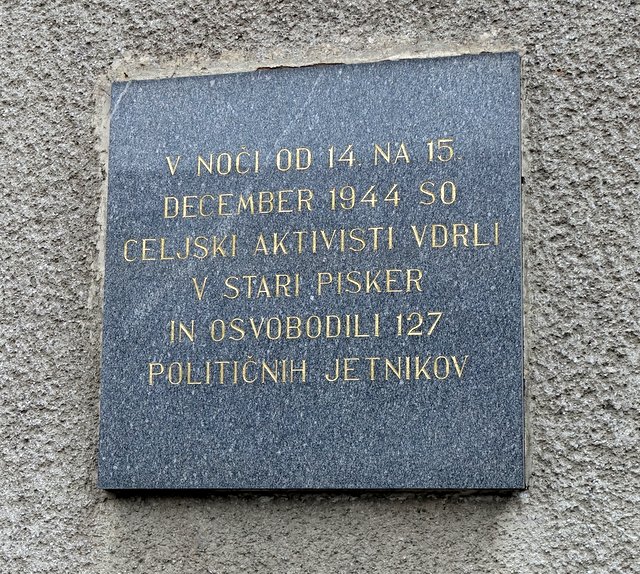 V NOČI OD 14. NA 15.
DECEMBER 1944 SO
CELJSKI AKTIVISTI VDRLI
V STARI PISKER
IN OSVOBODILI 127
POLITIČNIH JETNIKOV